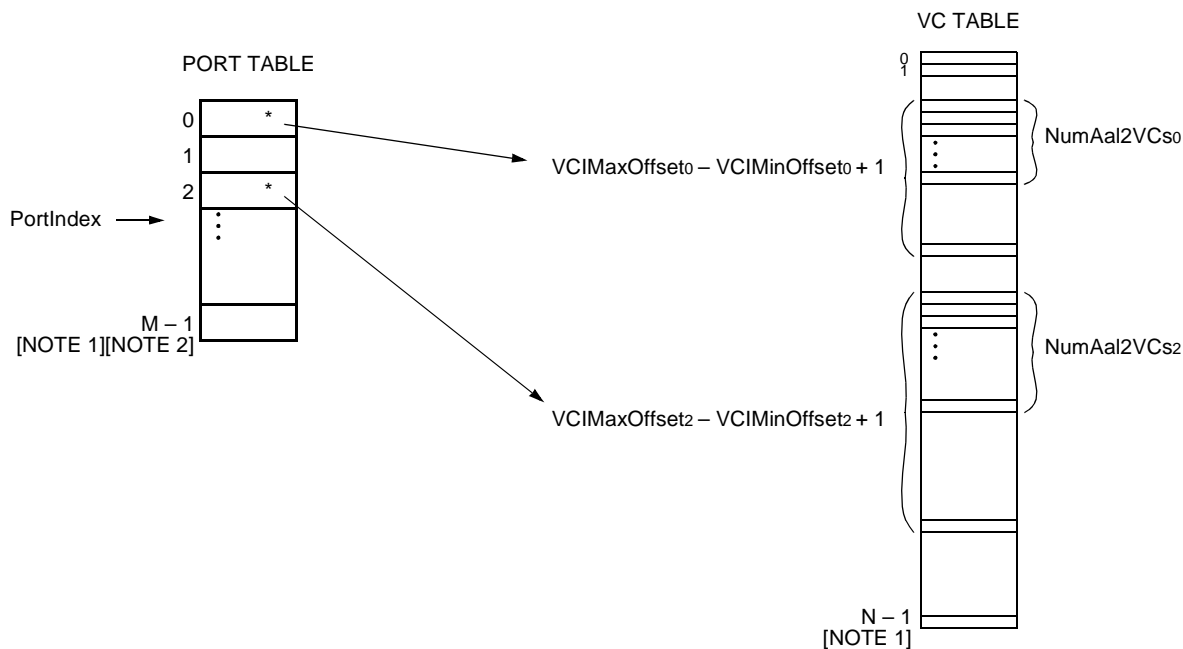 VC TABLE
PORT TABLE
0
1
0 *
1
2 *
PortIndex
M – 1
[NOTE 1][NOTE 2]
VCIMaxOffset0 – VCIMinOffset0 + 1
NumAal2VCs0
VCIMaxOffset2 – VCIMinOffset2 + 1
NumAal2VCs2
N – 1
[NOTE 1]